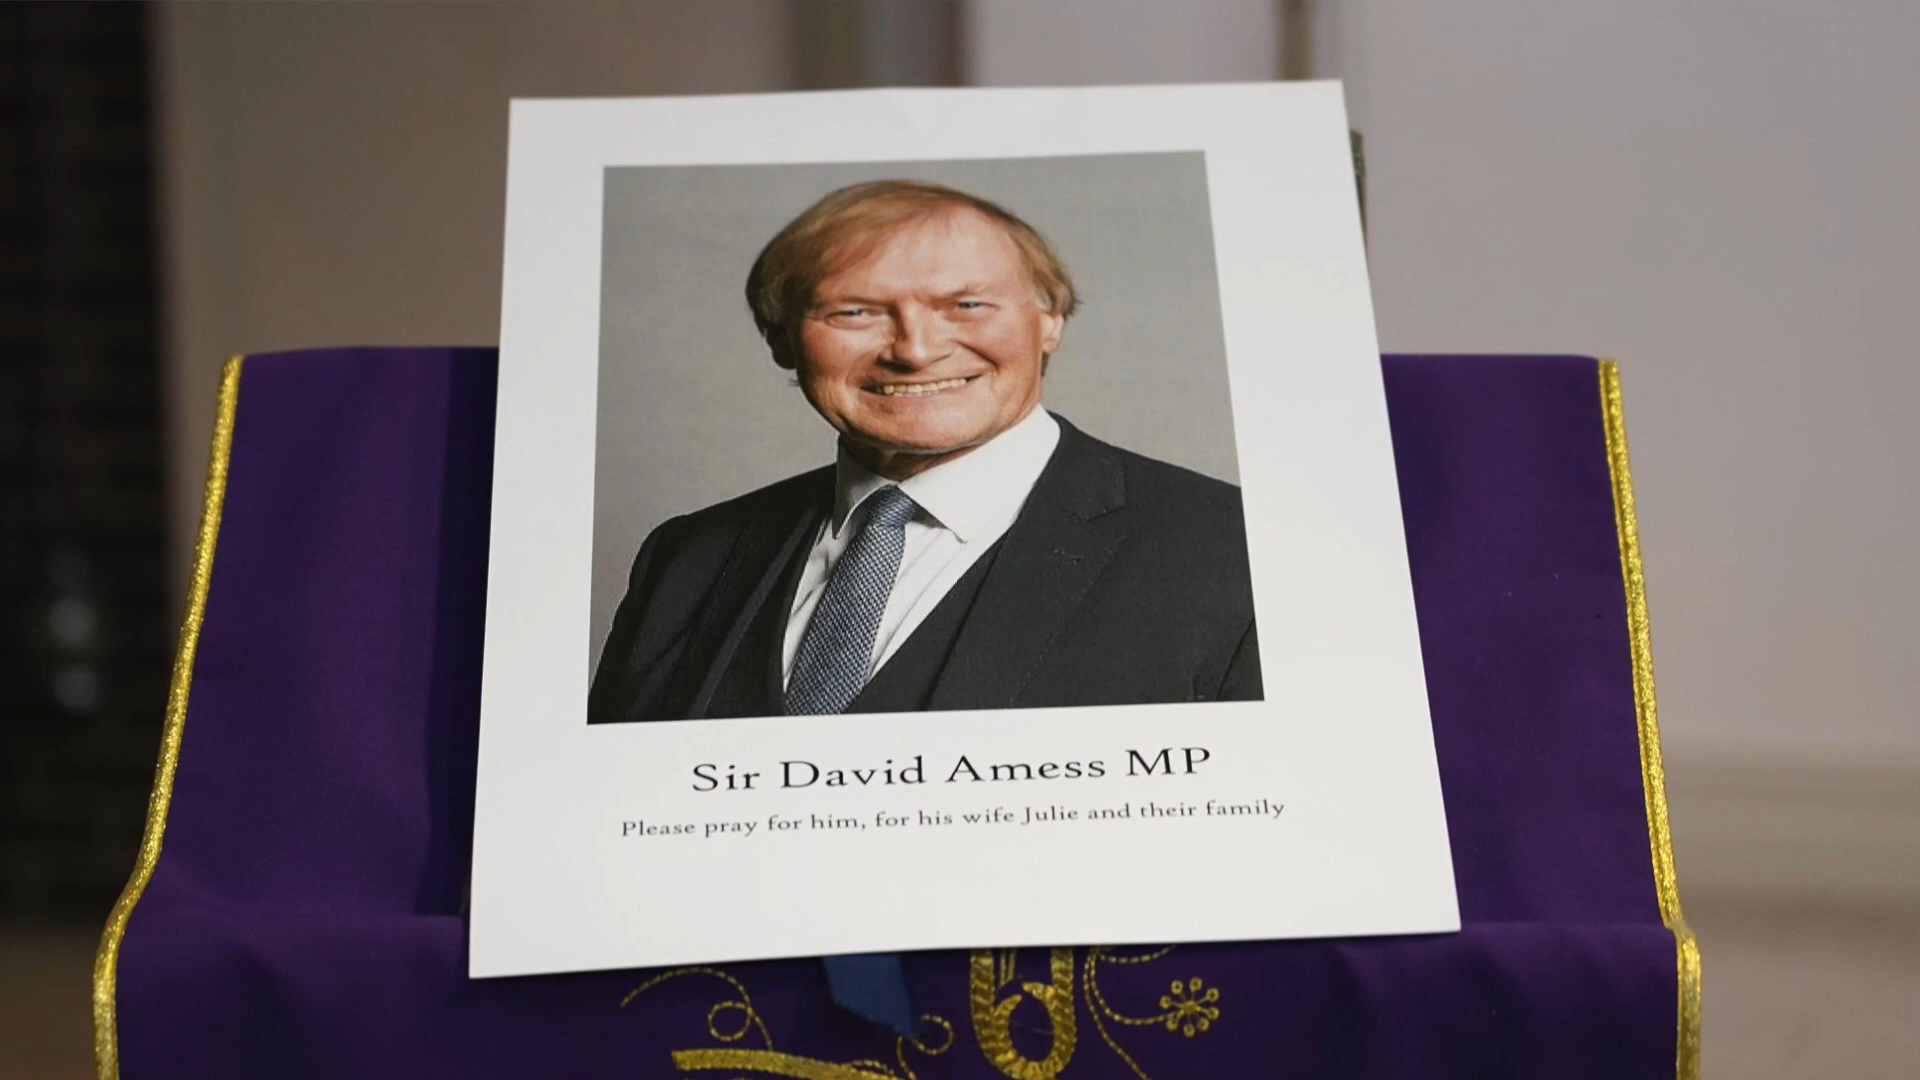 Sir David Amess MP
Please pray for him, for his wife Julie and their family